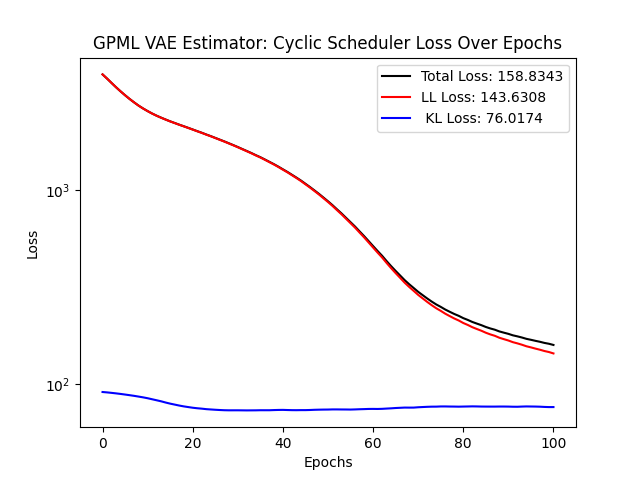 GPML VAE Estimator: Cyclic Scheduler Loss Over Epochs
Total Loss: 158.8343
LL Loss: 143.6308
KL Loss: 76.0174
10³
10²
Loss
0 20 40 60 80 100
Epochs